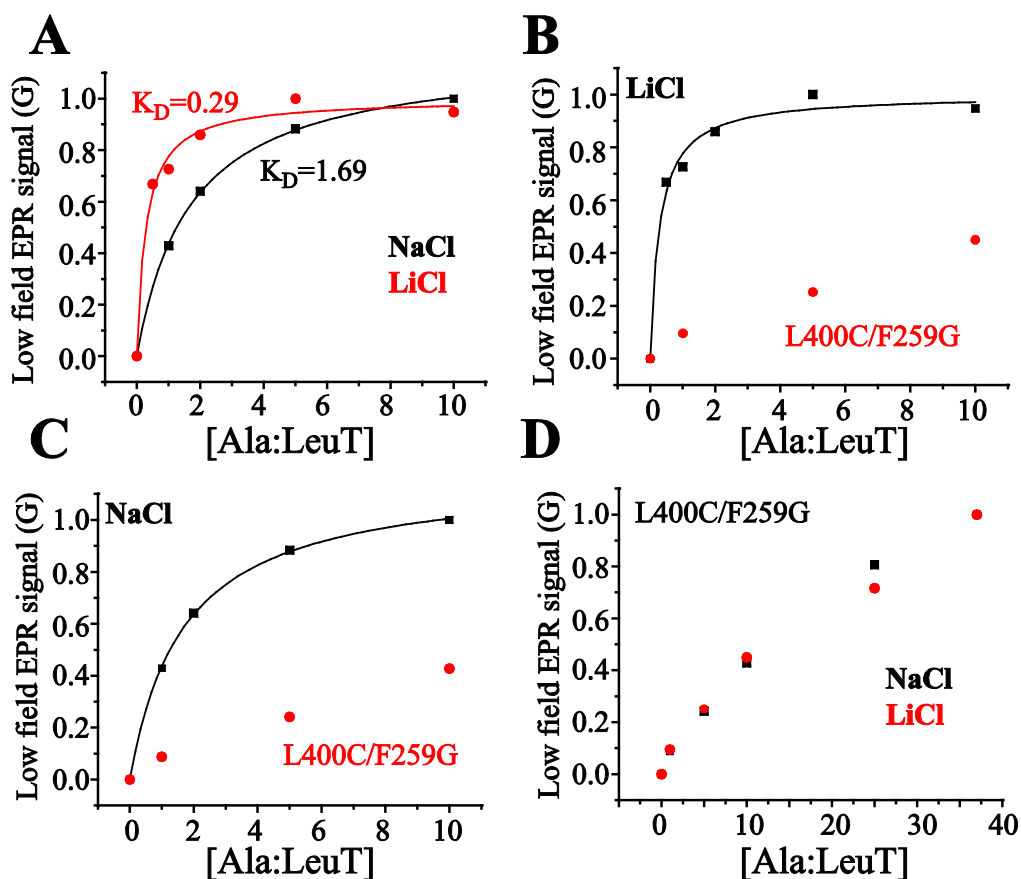 A
Low field EPR signal (G)
1.0
0.8
0.6
0.4
0.2
0.0
K_D=0.29
K_D=1.69
NaCl
LiCl
0 2 4 6 8 10
[Ala:LeuT]
B
Low field EPR signal (G)
1.0
0.8
0.6
0.4
0.2
0.0
LiCl
L400C/F259G
0 2 4 6 8 10
[Ala:LeuT]
C
Low field EPR signal (G)
1.0
0.8
0.6
0.4
0.2
0.0
NaCl
L400C/F259G
0 2 4 6 8 10
[Ala:LeuT]
D
Low field EPR signal (G)
1.0
0.8
0.6
0.4
0.2
0.0
L400C/F259G
NaCl
LiCl
0 10 20 30 40
[Ala:LeuT]